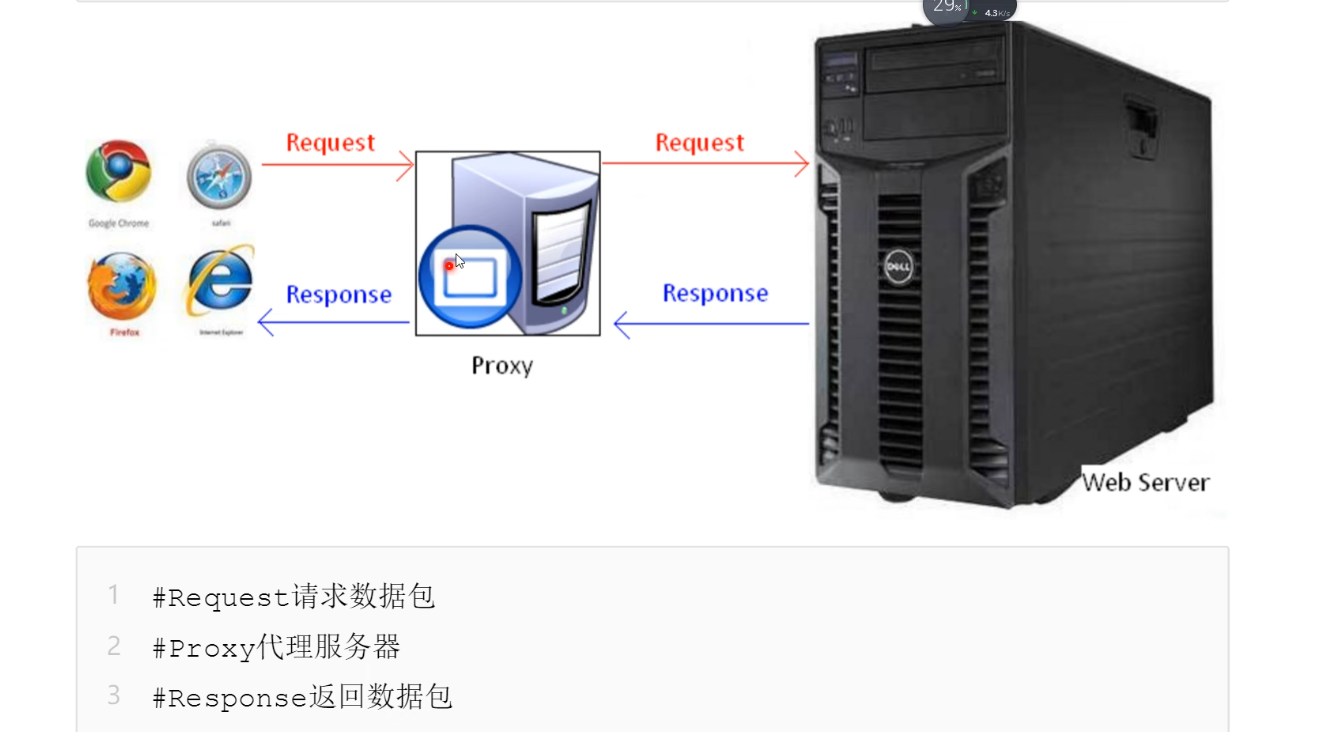 29%
4.3K/s
Request
Request
Google Chrome
safari
DELL
Response
Response
Firefox
Internet Explorer
Proxy
Web Server
1 #Request请求数据包
2 #Proxy代理服务器
3 #Response返回数据包